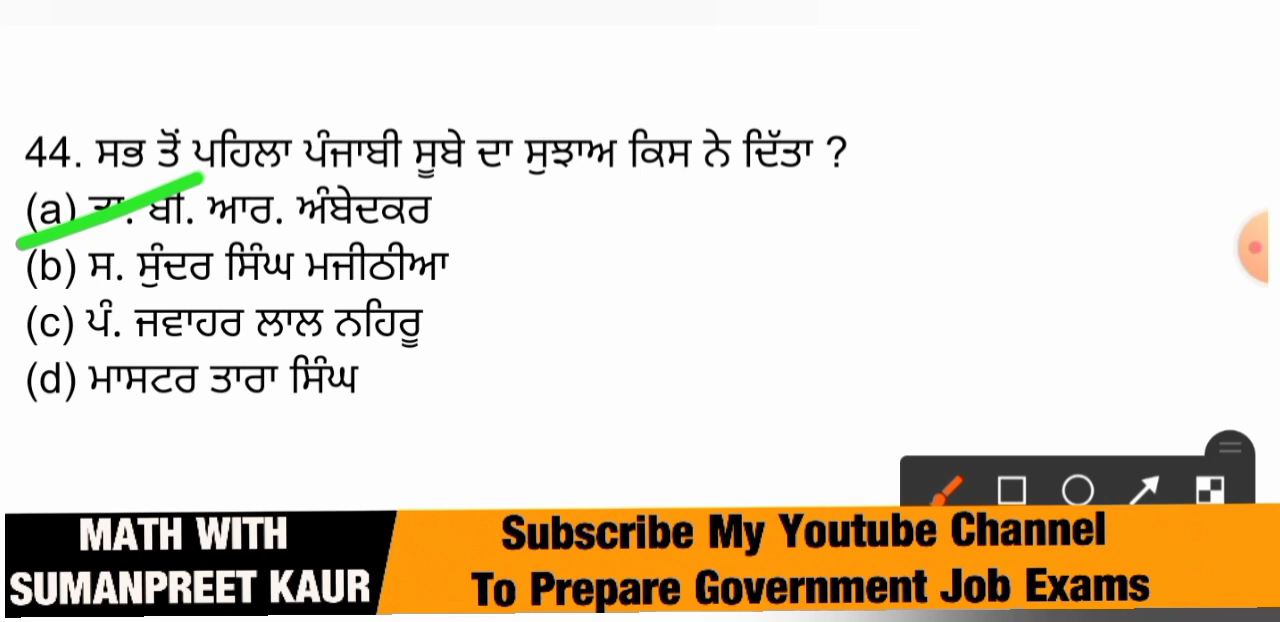 44. ਸਭ ਤੋਂ ਪਹਿਲਾ ਪੰਜਾਬੀ ਸੂਬੇ ਦਾ ਸੁਝਾਅ ਕਿਸ ਨੇ ਦਿੱਤਾ ?
(a) ਡਾ. ਬੀ. ਆਰ. ਅੰਬੇਦਕਰ
(b) ਸ. ਸੁੰਦਰ ਸਿੰਘ ਮਜੀਠੀਆ
(c) ਪੰ. ਜਵਾਹਰ ਲਾਲ ਨਹਿਰੂ
(d) ਮਾਸਟਰ ਤਾਰਾ ਸਿੰਘ
MATH WITH
SUMANPREET KAUR
Subscribe My Youtube Channel
To Prepare Government Job Exams